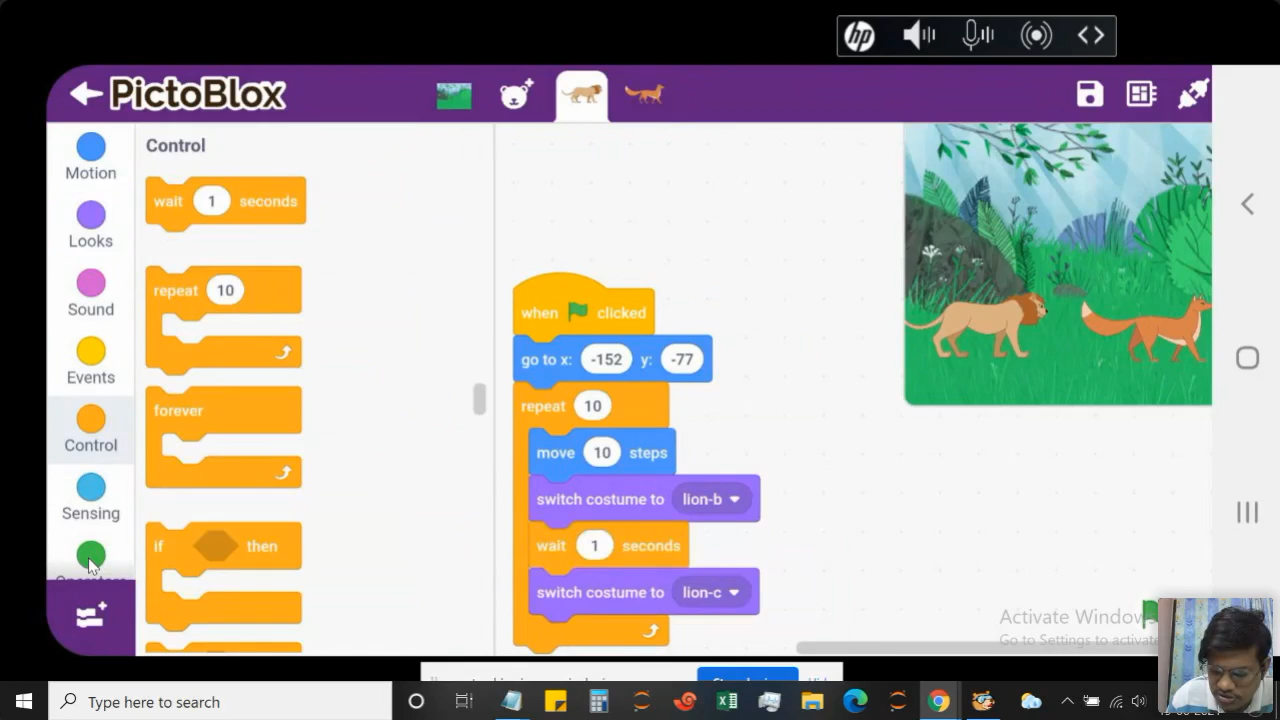 hp
PictoBlox
Motion
Looks
Sound
Events
Control
Sensing
Control
wait 1 seconds
repeat 10
forever
if then
when clicked
go to x: -152 y: -77
repeat 10
move 10 steps
switch costume to lion-b
wait 1 seconds
switch costume to lion-c
Activate Windows
Go to Settings to activate
Type here to search